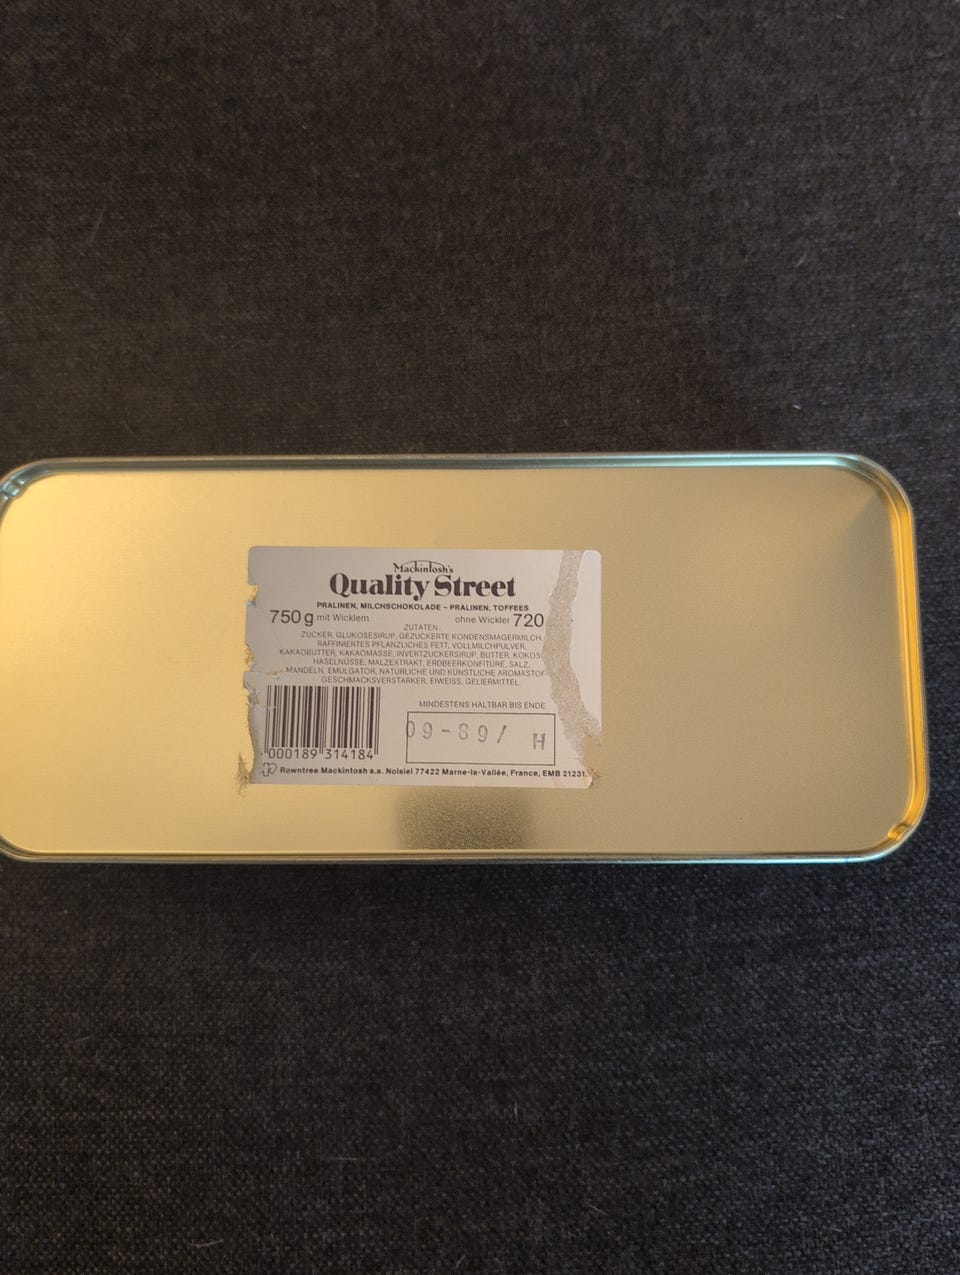 Mackintosh's
Quality Street
PRALINEN, MILCHSCHOKOLADE – PRALINEN, TOFFEES
750 g mit Wicklern ohne Wickler 720
ZUTATEN:
ZUCKER, GLUKOSESIRUP, GEZUCKERTE KONDENSMAGERMILCH,
RAFFINIERTES PFLANZLICHES FETT, VOLLMILCHPULVER,
KAKAOBUTTER, KAKAOMASSE, INVERTZUCKERSIRUP, BUTTER, KOKOS
HASELNÜSSE, MALZEXTRAKT, ERDBEERKONFITÜRE, SALZ,
MANDELN, EMULGATOR, NATÜRLICHE UND KÜNSTLICHE AROMASTOF
GESCHMACKSVERSTÄRKER, EIWEISS, GELIERMITTEL
MINDESTENS HALTBAR BIS ENDE
09-89/ H
000189 314184
Rowntree Mackintosh s.a. Noisiel 77422 Marne-la-Vallée, France, EMB 21231